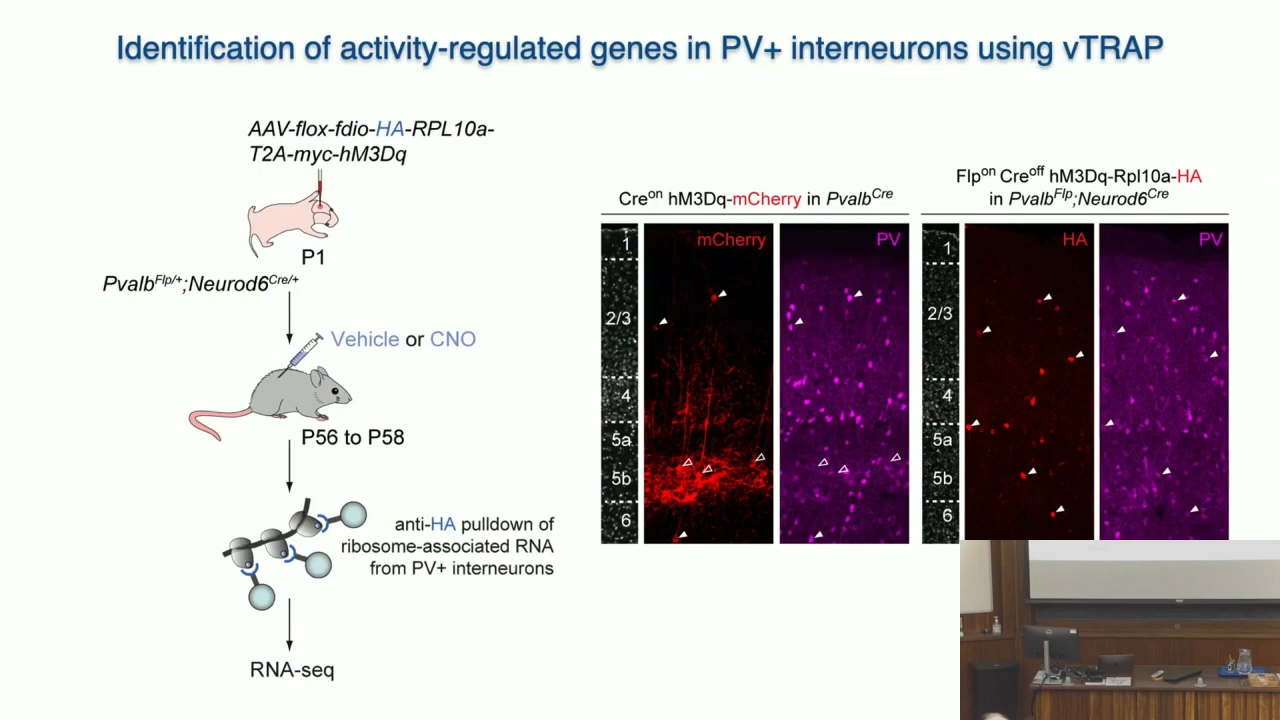 Identification of activity-regulated genes in PV+ interneurons using vTRAP
AAV-flox-fdio-HA-RPL10a-
T2A-myc-hM3Dq
P1
Pvalb^Flp/+;Neurod6^Cre/+
Vehicle or CNO
P56 to P58
anti-HA pulldown of
ribosome-associated RNA
from PV+ interneurons
RNA-seq
Cre^on hM3Dq-mCherry in Pvalb^Cre
1
2/3
4
5a
5b
6
mCherry
PV
Flp^on Cre^off hM3Dq-Rpl10a-HA
in Pvalb^Flp;Neurod6^Cre
1
2/3
4
5a
5b
6
HA
PV